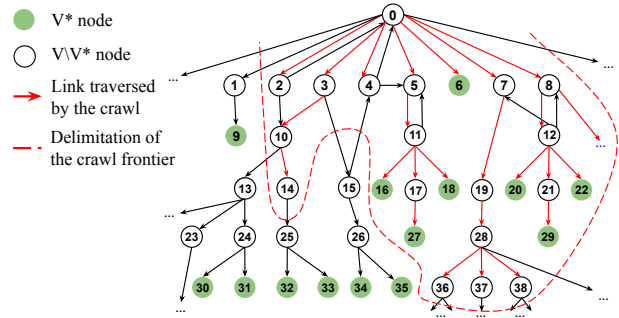 V* node
V\V* node
Link traversed
by the crawl
Delimitation of
the crawl frontier
0
... ...
1 2 3 4 5 6 7 8
9 10 11 12 ...
13 14 15 16 17 18 19 20 21 22
...
23 24 25 26 27 28 29
30 31 32 33 34 35 36 37 38 ...
... ... ... ...